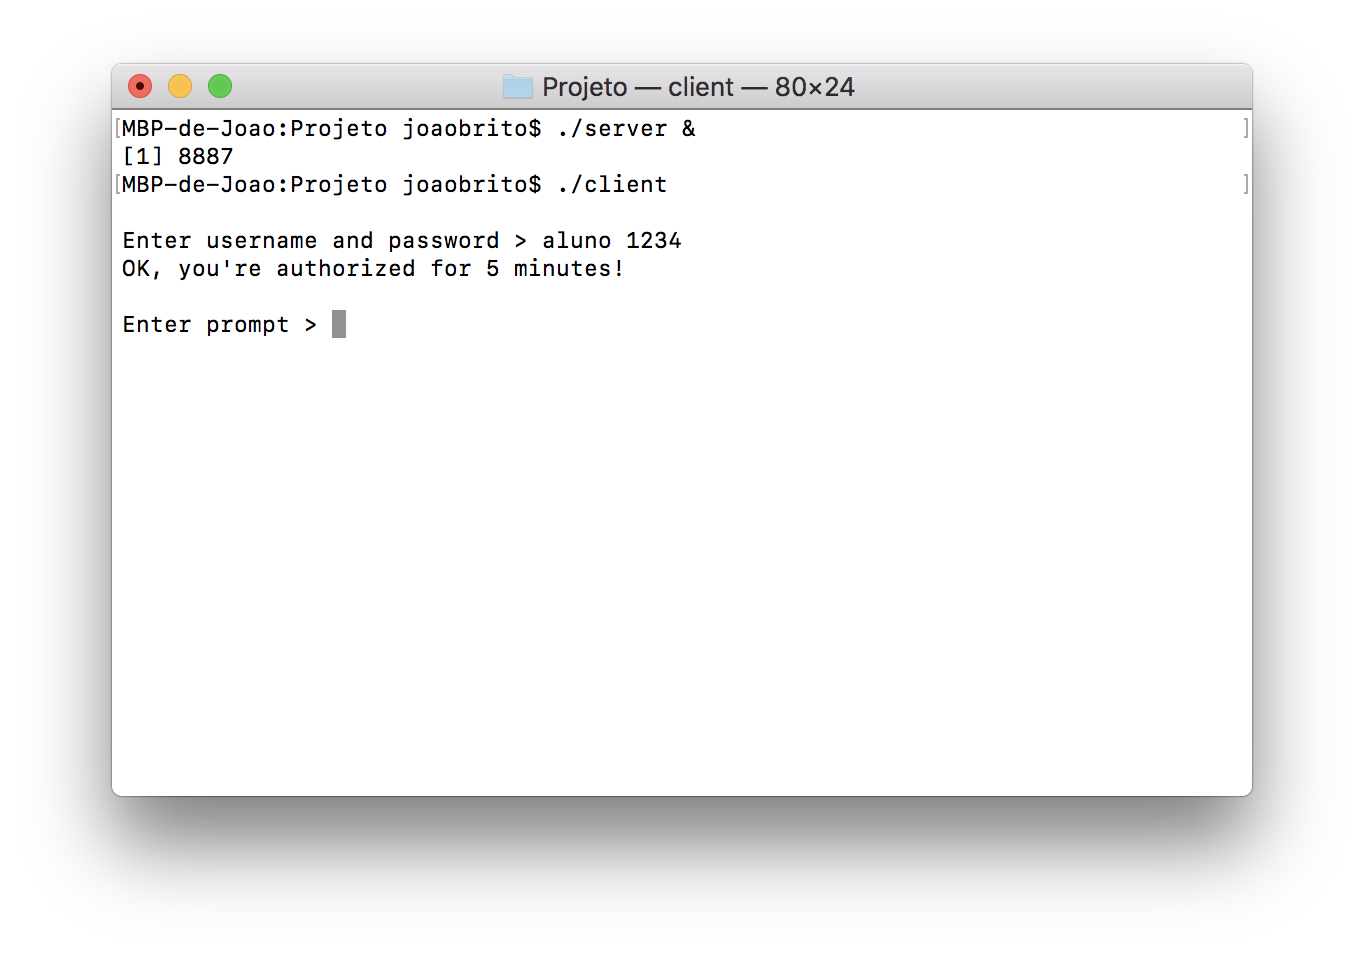 Projeto — client — 80×24
[MBP-de-Joao:Projeto joaobrito$ ./server & ]
[1] 8887
[MBP-de-Joao:Projeto joaobrito$ ./client ]
Enter username and password > aluno 1234
OK, you're authorized for 5 minutes!
Enter prompt >